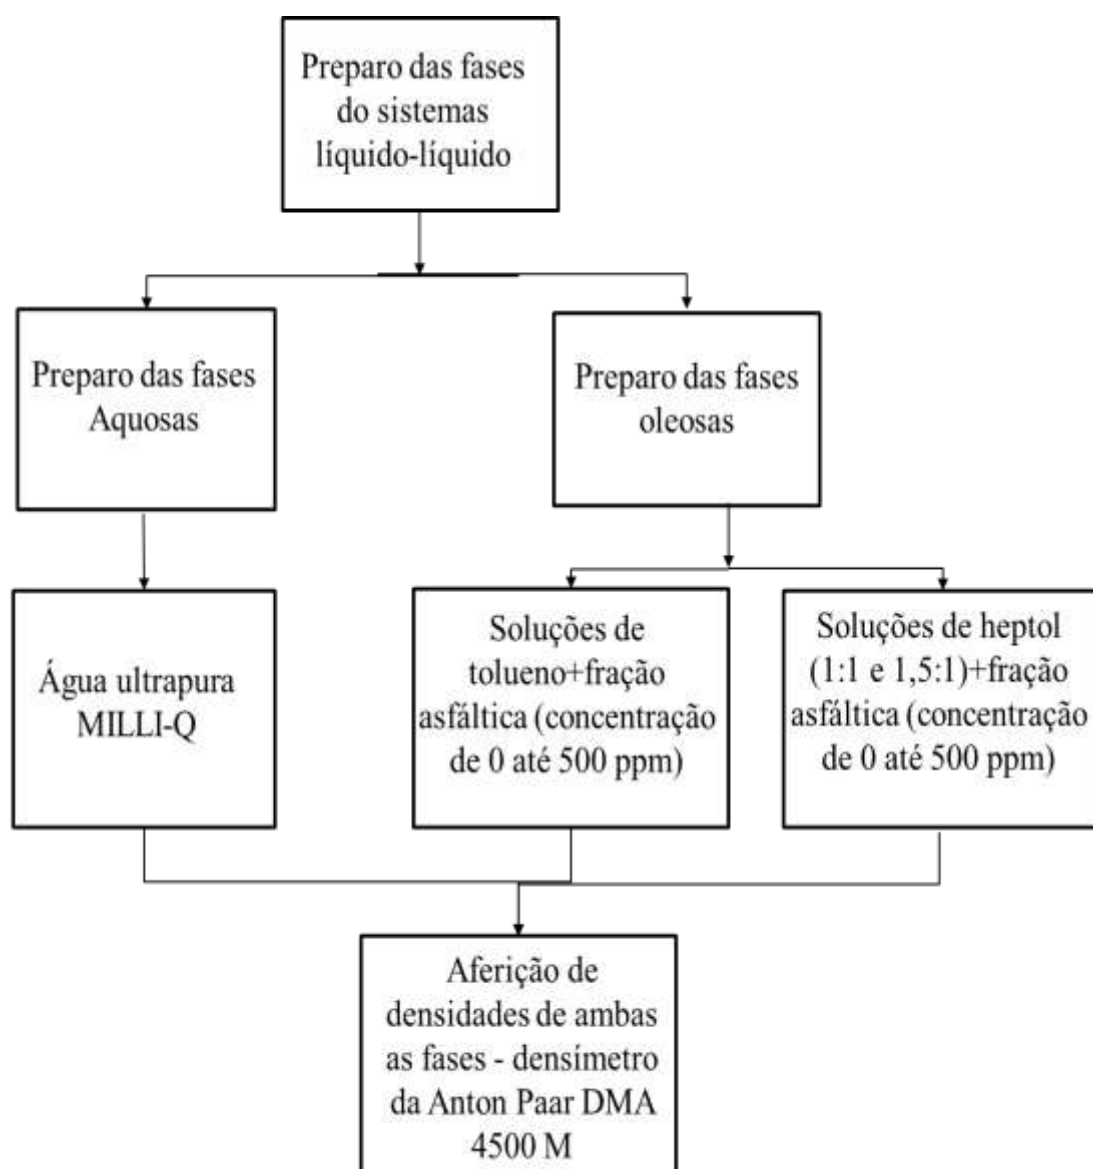 Preparo das fases
do sistemas
líquido-líquido
Preparo das fases
Aquosas
Preparo das fases
oleosas
Água ultrapura
MILLI-Q
Soluções de
tolueno+fração
asfáltica (concentração
de 0 até 500 ppm)
Soluções de heptol
(1:1 e 1,5:1)+fração
asfáltica (concentração
de 0 até 500 ppm)
Aferição de
densidades de ambas
as fases - densímetro
da Anton Paar DMA
4500 M